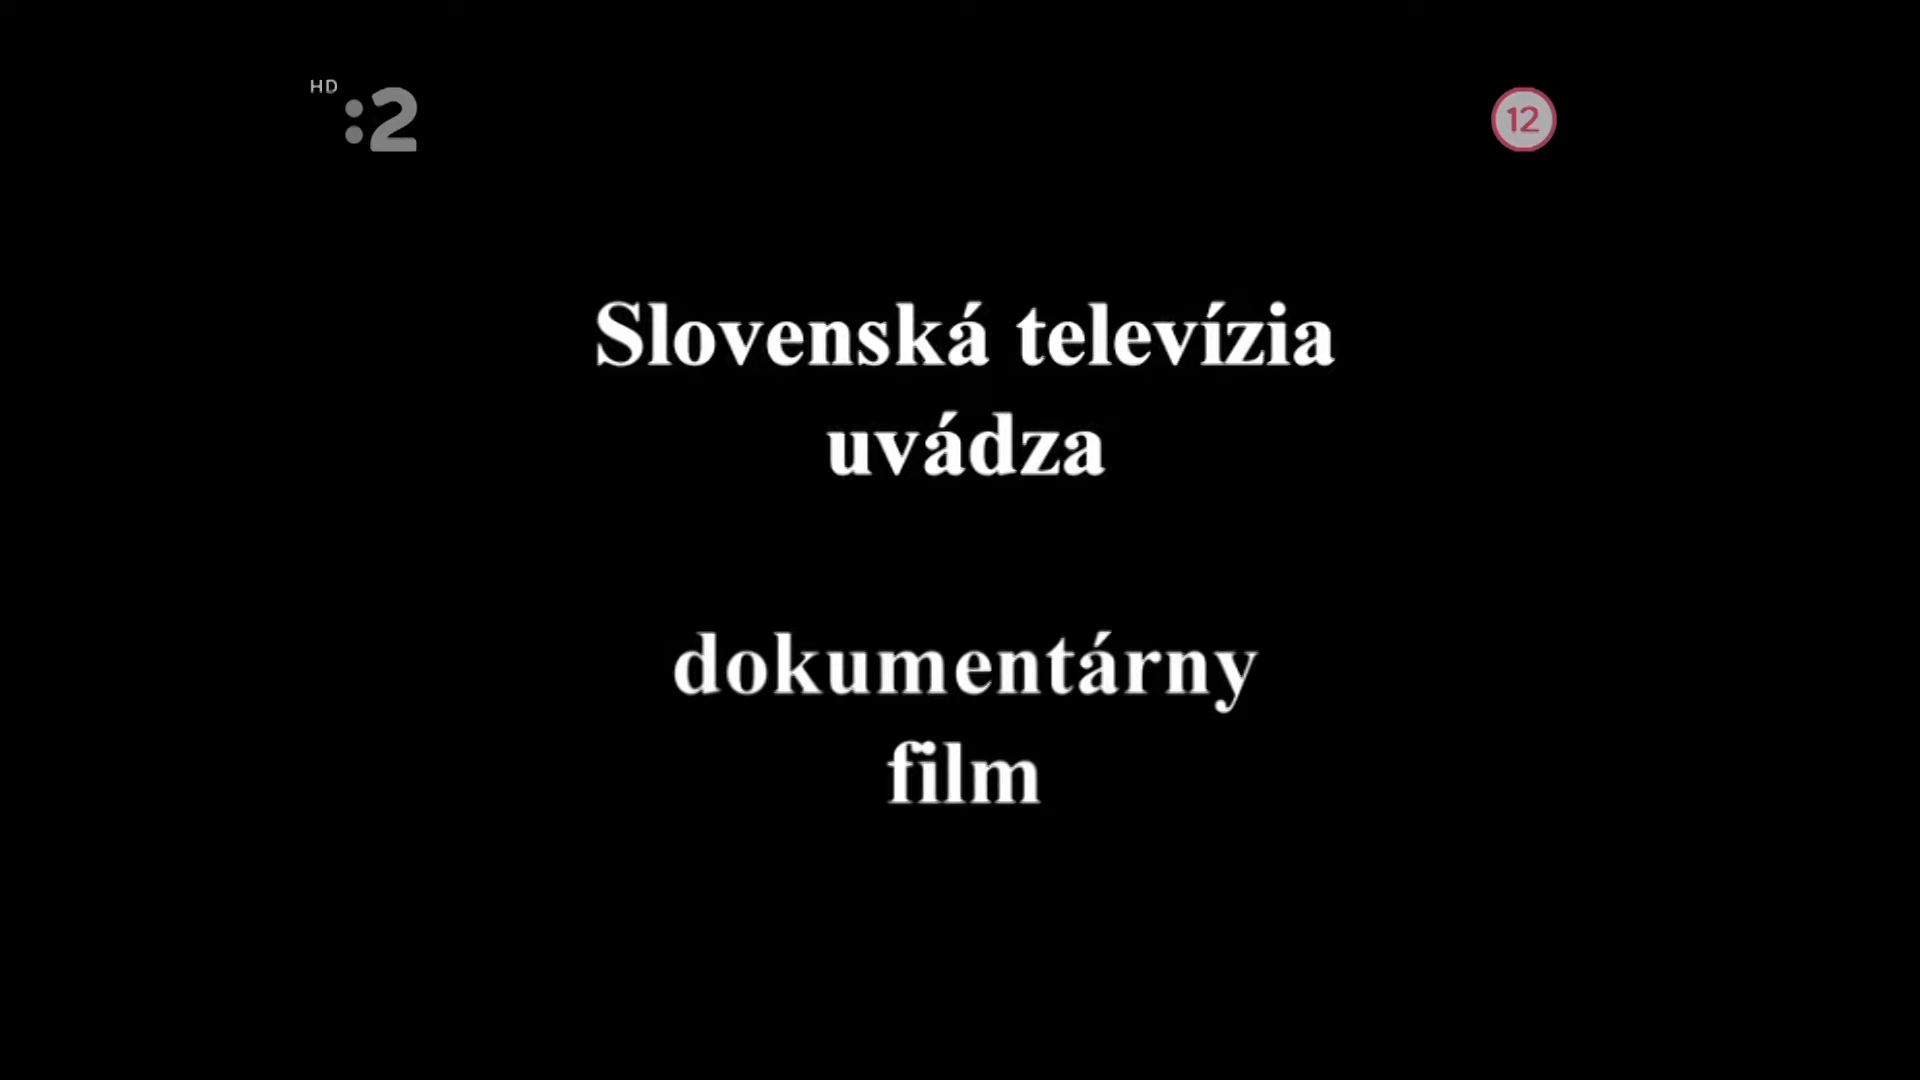 HD
:2
12
Slovenská televízia
uvádza
dokumentárny
film